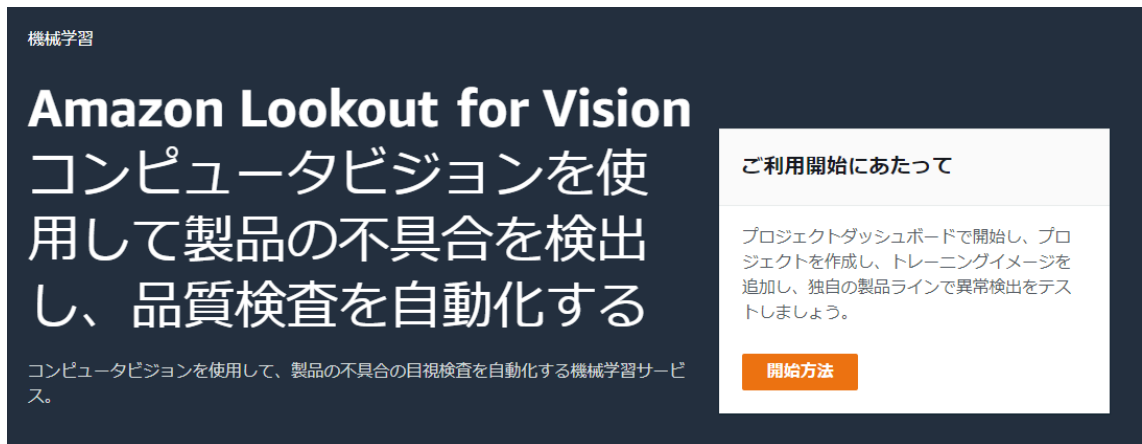 機械学習
Amazon Lookout for Vision
コンピュータビジョンを使
用して製品の不具合を検出
し、品質検査を自動化する
コンピュータビジョンを使用して、製品の不具合の目視検査を自動化する機械学習サービ
ス。
ご利用開始にあたって
プロジェクトダッシュボードで開始し、プロ
ジェクトを作成し、トレーニングイメージを
追加し、独自の製品ラインで異常検出をテス
トしましょう。
開始方法